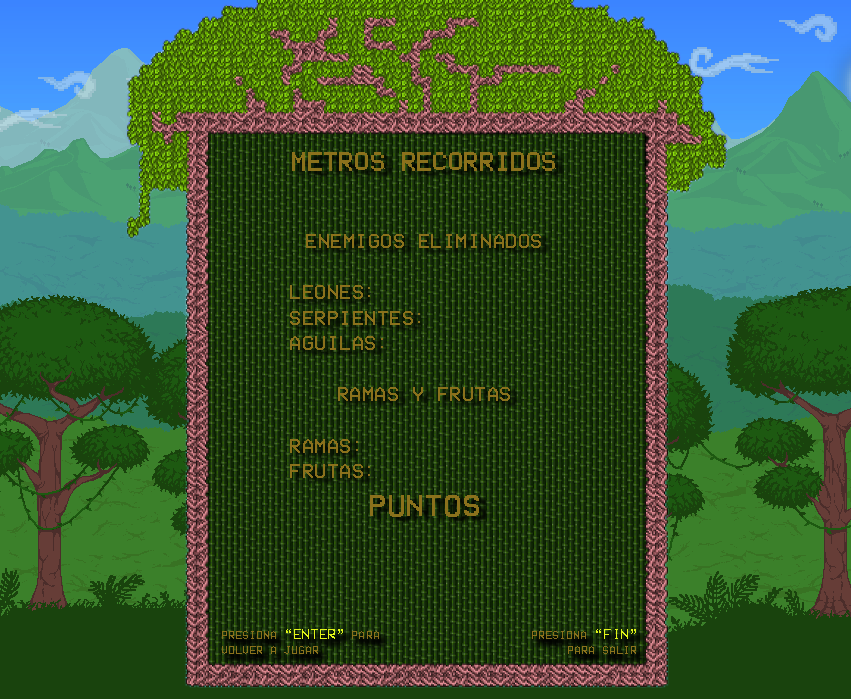 METROS RECORRIDOS
ENEMIGOS ELIMINADOS
LEONES:
SERPIENTES:
AGUILAS:
RAMAS Y FRUTAS
RAMAS:
FRUTAS:
PUNTOS
PRESIONA “ENTER” PARA
VOLVER A JUGAR
PRESIONA “FIN”
PARA SALIR